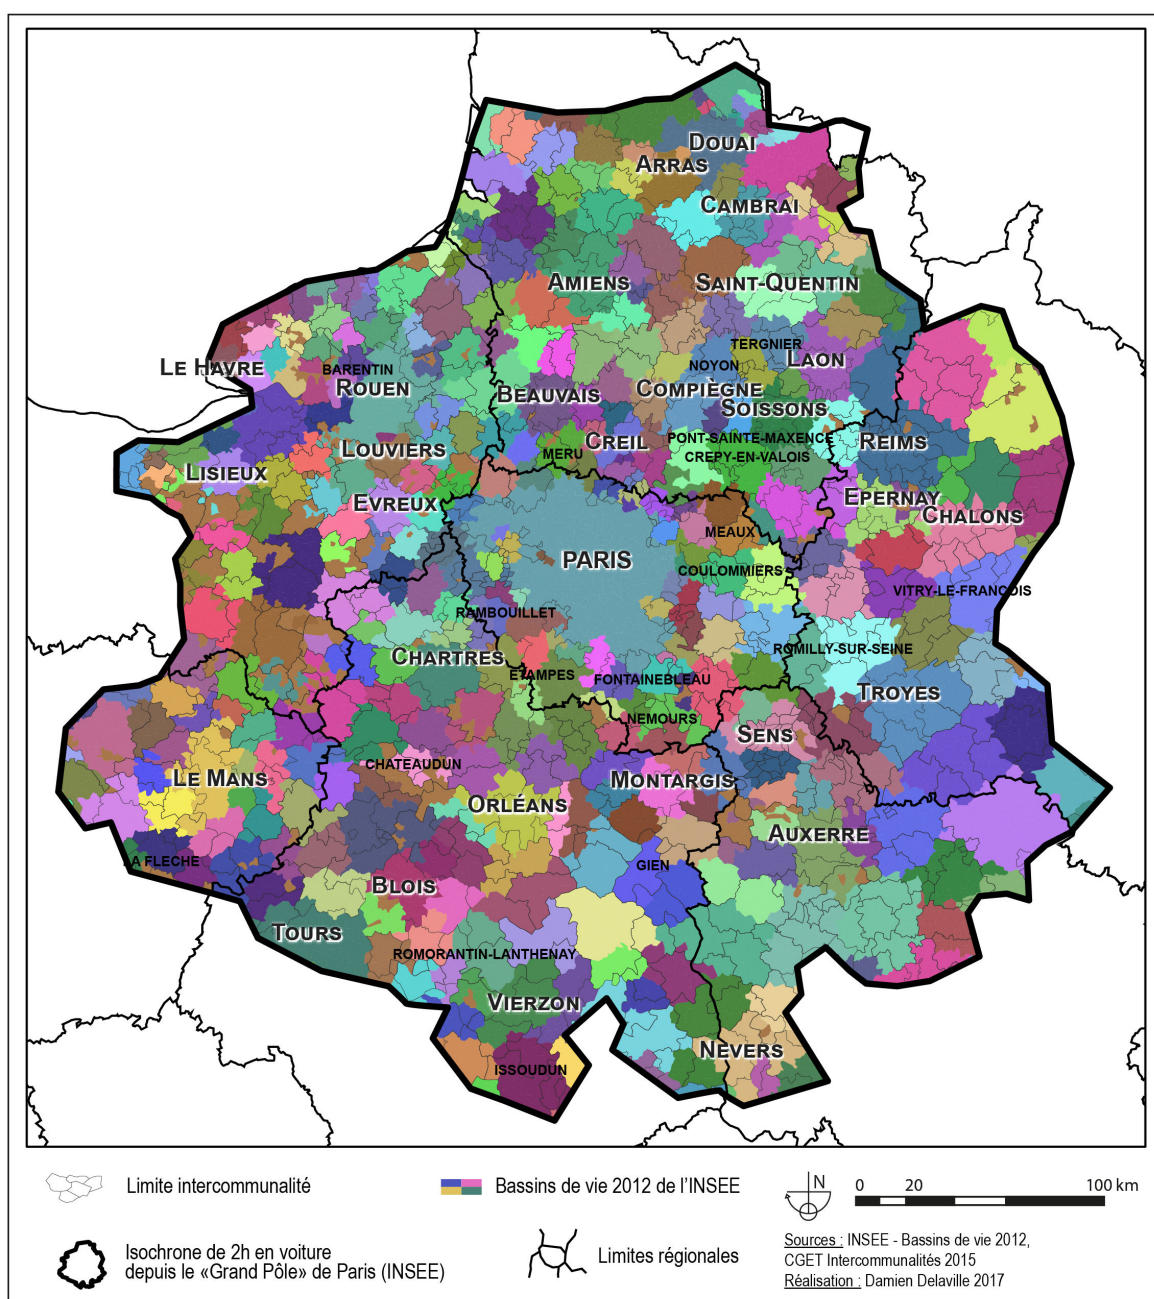 DOUAI
ARRAS
CAMBRAI
AMIENS
SAINT-QUENTIN
TERGNIER
LAON
NOYON
LE HAVRE
BARENTIN
ROUEN
BEAUVAIS
COMPIÈGNE
SOISSONS
CREIL
PONT-SAINTE-MAXENCE
REIMS
LOUVIERS
MERU
CREPY-EN-VALOIS
LISIEUX
EVREUX
EPERNAY
CHALONS
MEAUX
PARIS
COULOMMIERS
VITRY-LE-FRANCOIS
RAMBOUILLET
ROMILLY-SUR-SEINE
CHARTRES
ETAMPES
FONTAINEBLEAU
TROYES
NEMOURS
SENS
CHATEAUDUN
LE MANS
MONTARGIS
ORLÉANS
AUXERRE
LA FLECHE
GIEN
BLOIS
TOURS
ROMORANTIN-LANTHENAY
VIERZON
NEVERS
ISSOUDUN
Limite intercommunalité
Bassins de vie 2012 de l'INSEE
N
0 20 100 km
Isochrone de 2h en voiture
depuis le «Grand Pôle» de Paris (INSEE)
Limites régionales
Sources : INSEE - Bassins de vie 2012,
CGET Intercommunalités 2015
Réalisation : Damien Delaville 2017